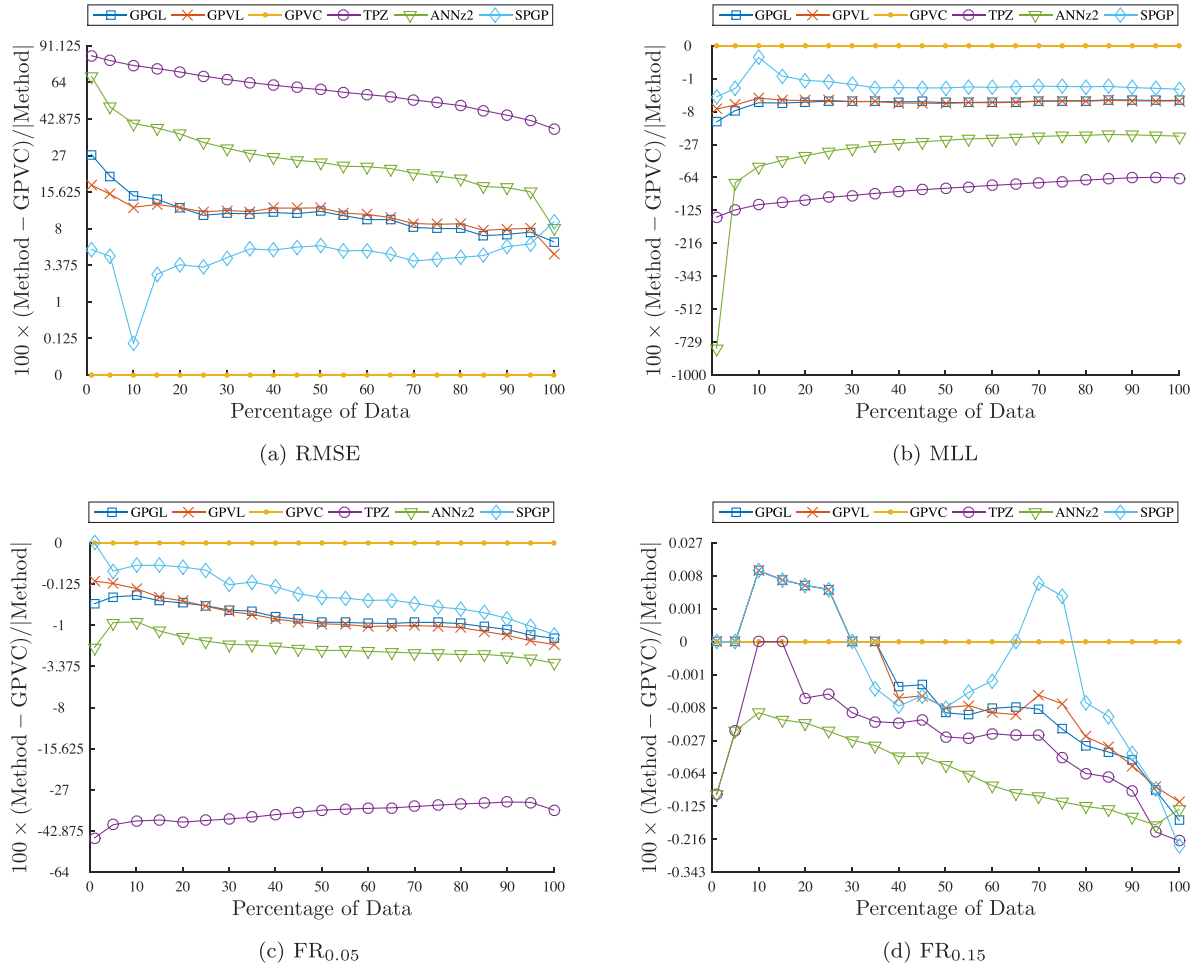 GPGL GPVL GPVC TPZ ANNz2 SPGP
100 × (Method − GPVC)/|Method|
91.125
64
42.875
27
15.625
8
3.375
1
0.125
0
0 10 20 30 40 50 60 70 80 90 100
Percentage of Data
(a) RMSE
GPGL GPVL GPVC TPZ ANNz2 SPGP
100 × (Method − GPVC)/|Method|
0
-1
-8
-27
-64
-125
-216
-343
-512
-729
-1000
0 10 20 30 40 50 60 70 80 90 100
Percentage of Data
(b) MLL
GPGL GPVL GPVC TPZ ANNz2 SPGP
100 × (Method − GPVC)/|Method|
0
-0.125
-1
-3.375
-8
-15.625
-27
-42.875
-64
0 10 20 30 40 50 60 70 80 90 100
Percentage of Data
(c) FR0.05
GPGL GPVL GPVC TPZ ANNz2 SPGP
100 × (Method − GPVC)/|Method|
0.027
0.008
0.001
0
-0.001
-0.008
-0.027
-0.064
-0.125
-0.216
-0.343
0 10 20 30 40 50 60 70 80 90 100
Percentage of Data
(d) FR0.15